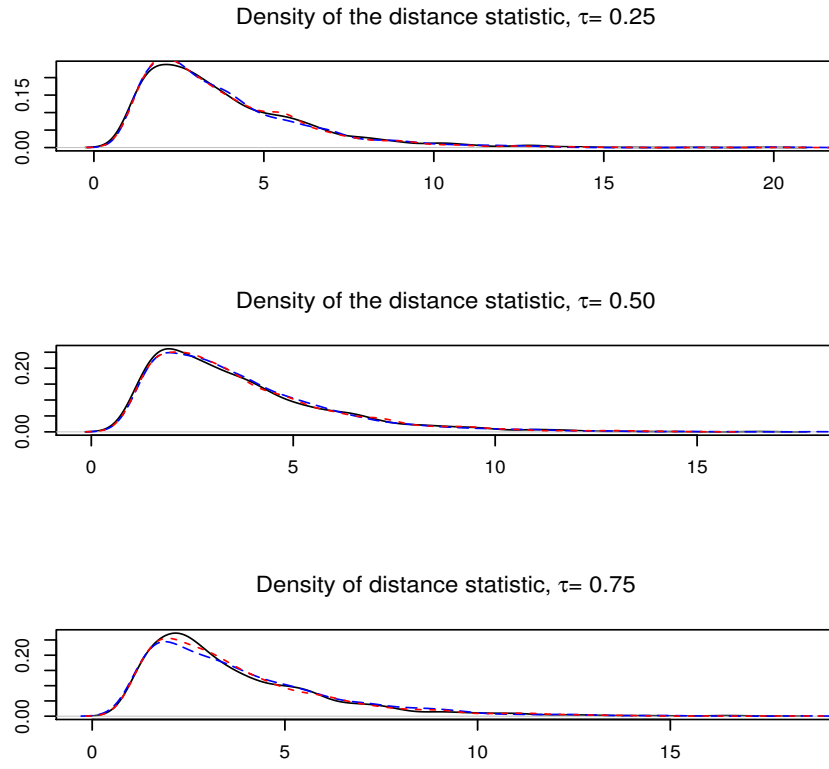 Density of the distance statistic, τ= 0.25
0.15
0.00
0 5 10 15 20
Density of the distance statistic, τ= 0.50
0.20
0.00
0 5 10 15
Density of distance statistic, τ= 0.75
0.20
0.00
0 5 10 15